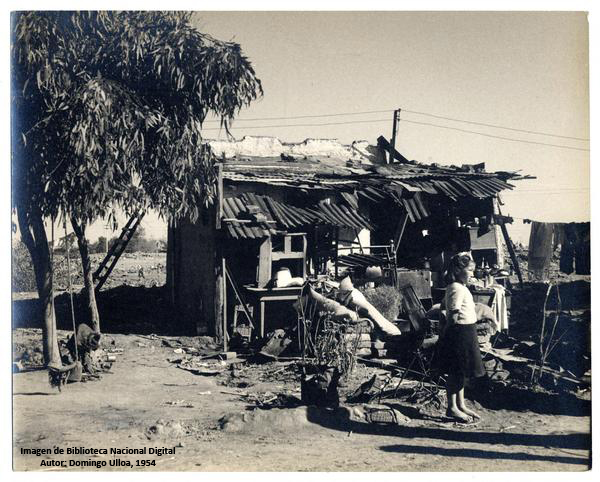 Imagen de Biblioteca Nacional Digital
Autor; Domingo Ulloa, 1954